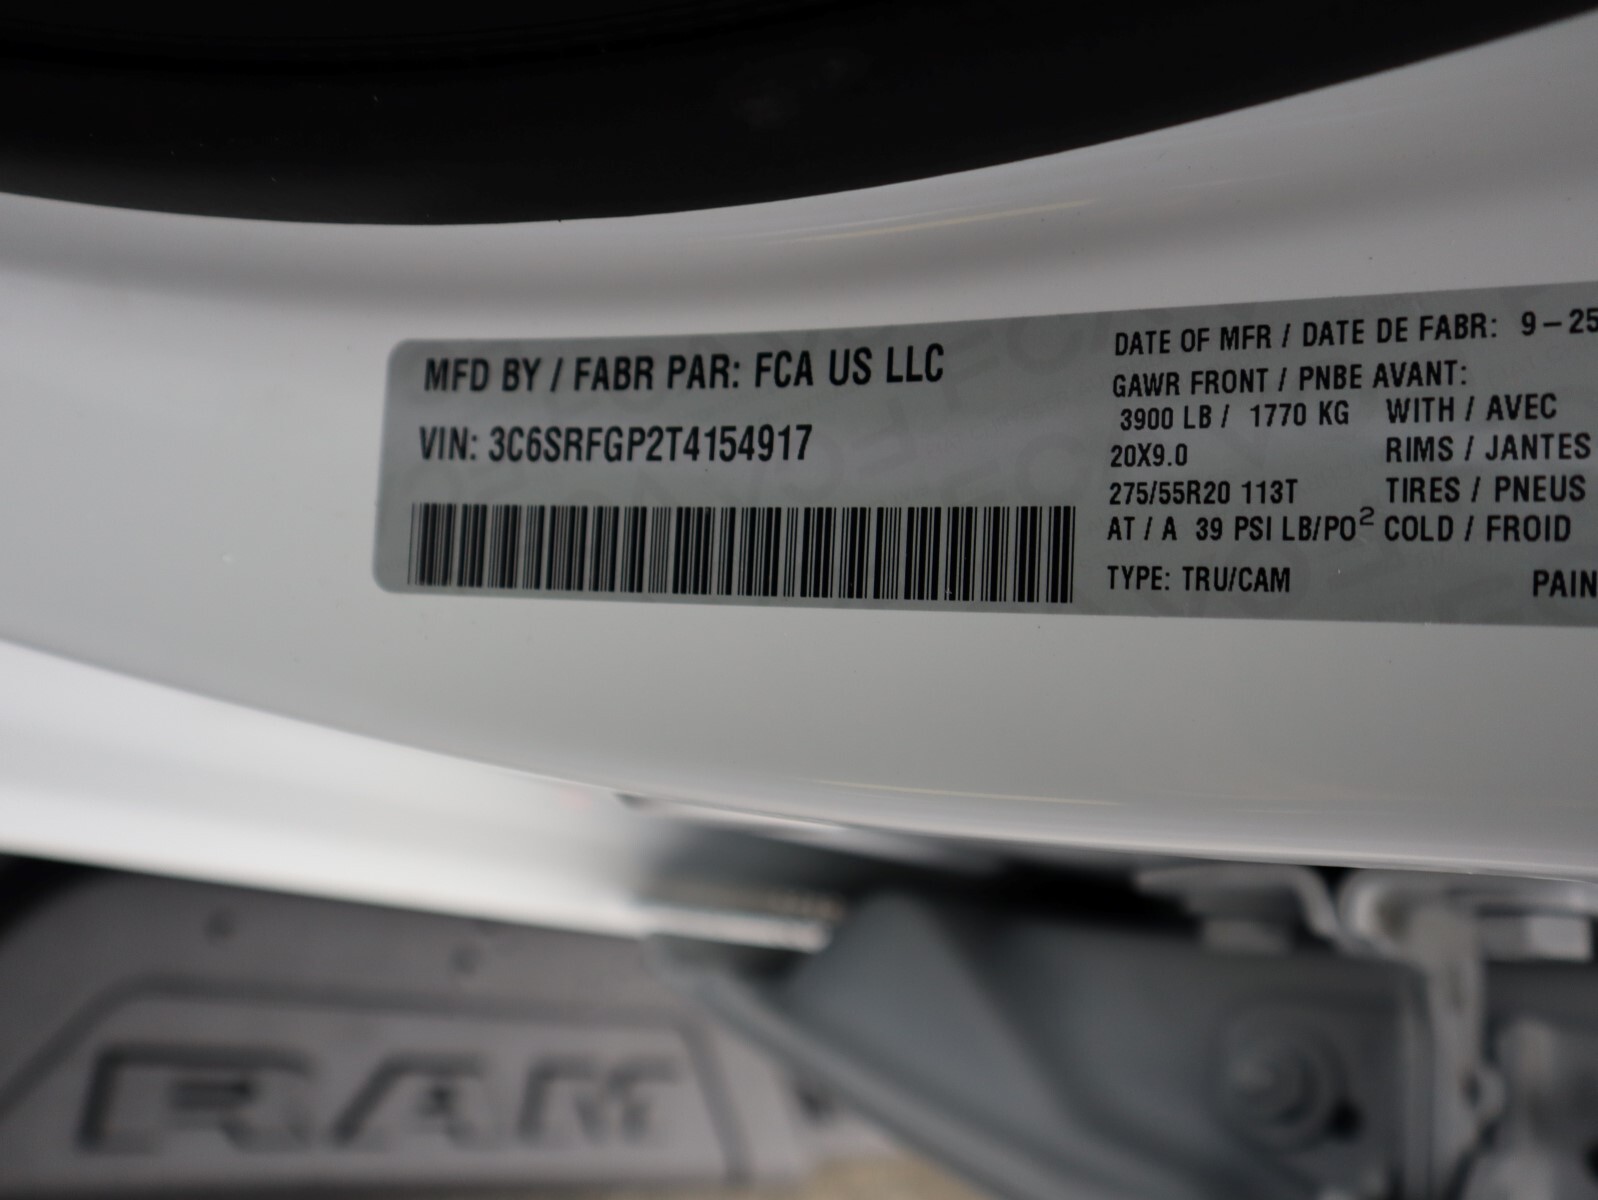 MFD BY / FABR PAR: FCA US LLC
VIN: 3C6SRFGP2T4154917
DATE OF MFR / DATE DE FABR: 9-25
GAWR FRONT / PNBE AVANT:
3900 LB / 1770 KG WITH / AVEC
20X9.0 RIMS / JANTES
275/55R20 113T TIRES / PNEUS
AT / A 39 PSI LB/PO² COLD / FROID
TYPE: TRU/CAM PAIN
RAM